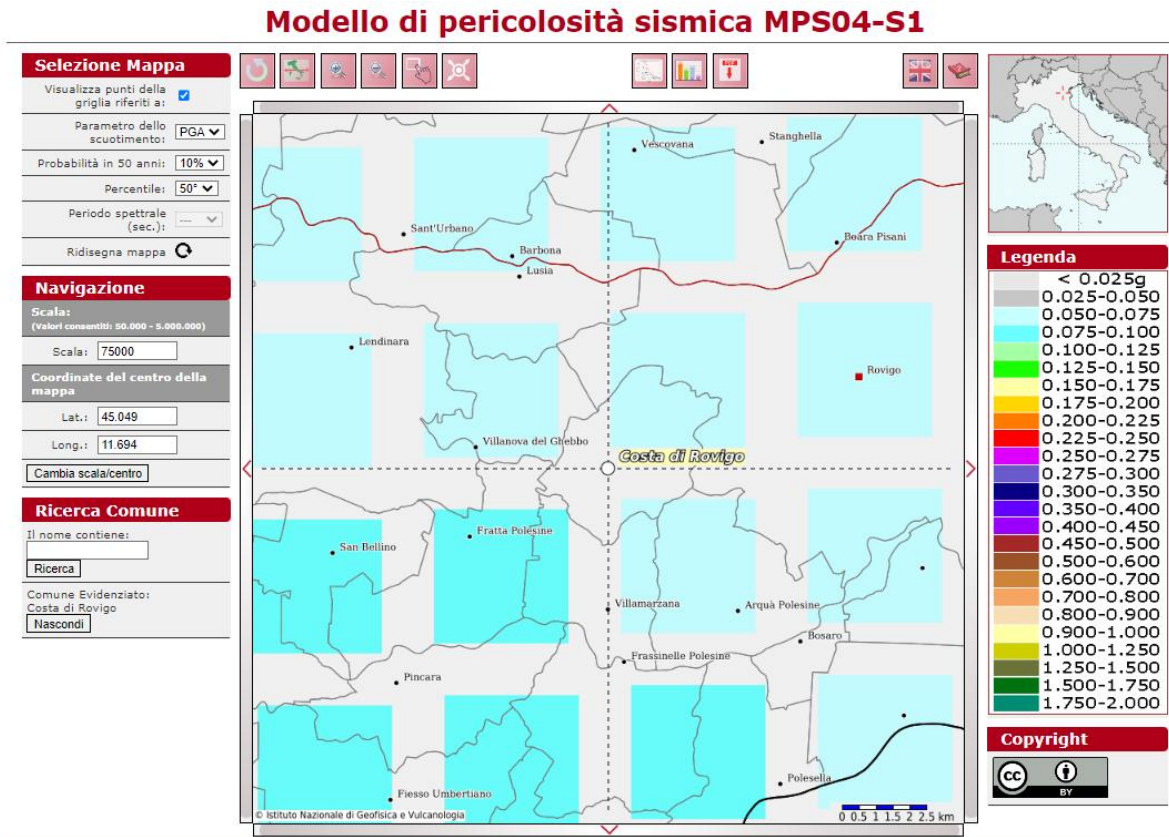 Modello di pericolosità sismica MPS04-S1
Selezione Mappa
Visualizza punti della
griglia riferiti a:
Parametro dello
scuotimento:
PGA
Probabilità in 50 anni:
10%
Percentile:
50°
Periodo spettrale
(sec.):
---
Ridisegna mappa
Navigazione
Scala:
(Valori consentiti: 50.000 - 5.000.000)
Scala:
75000
Coordinate del centro della
mappa
Lat.:
45.049
Long.:
11.694
Cambia scala/centro
Ricerca Comune
Il nome contiene:
Ricerca
Comune Evidenziato:
Costa di Rovigo
Nascondi
PDF
Vescovana
Stanghella
Sant'Urbano
Barbona
Lusia
Boara Pisani
Lendinara
Rovigo
Villanova del Ghebbo
Costa di Rovigo
San Bellino
Fratta Polesine
Villamarzana
Arquà Polesine
Bosaro
Frassinelle Polesine
Pincara
Fiesso Umbertiano
Polesella
© Istituto Nazionale di Geofisica e Vulcanologia
0 0.5 1 1.5 2 2.5 km
Legenda
< 0.025g
0.025-0.050
0.050-0.075
0.075-0.100
0.100-0.125
0.125-0.150
0.150-0.175
0.175-0.200
0.200-0.225
0.225-0.250
0.250-0.275
0.275-0.300
0.300-0.350
0.350-0.400
0.400-0.450
0.450-0.500
0.500-0.600
0.600-0.700
0.700-0.800
0.800-0.900
0.900-1.000
1.000-1.250
1.250-1.500
1.500-1.750
1.750-2.000
Copyright
cc
BY